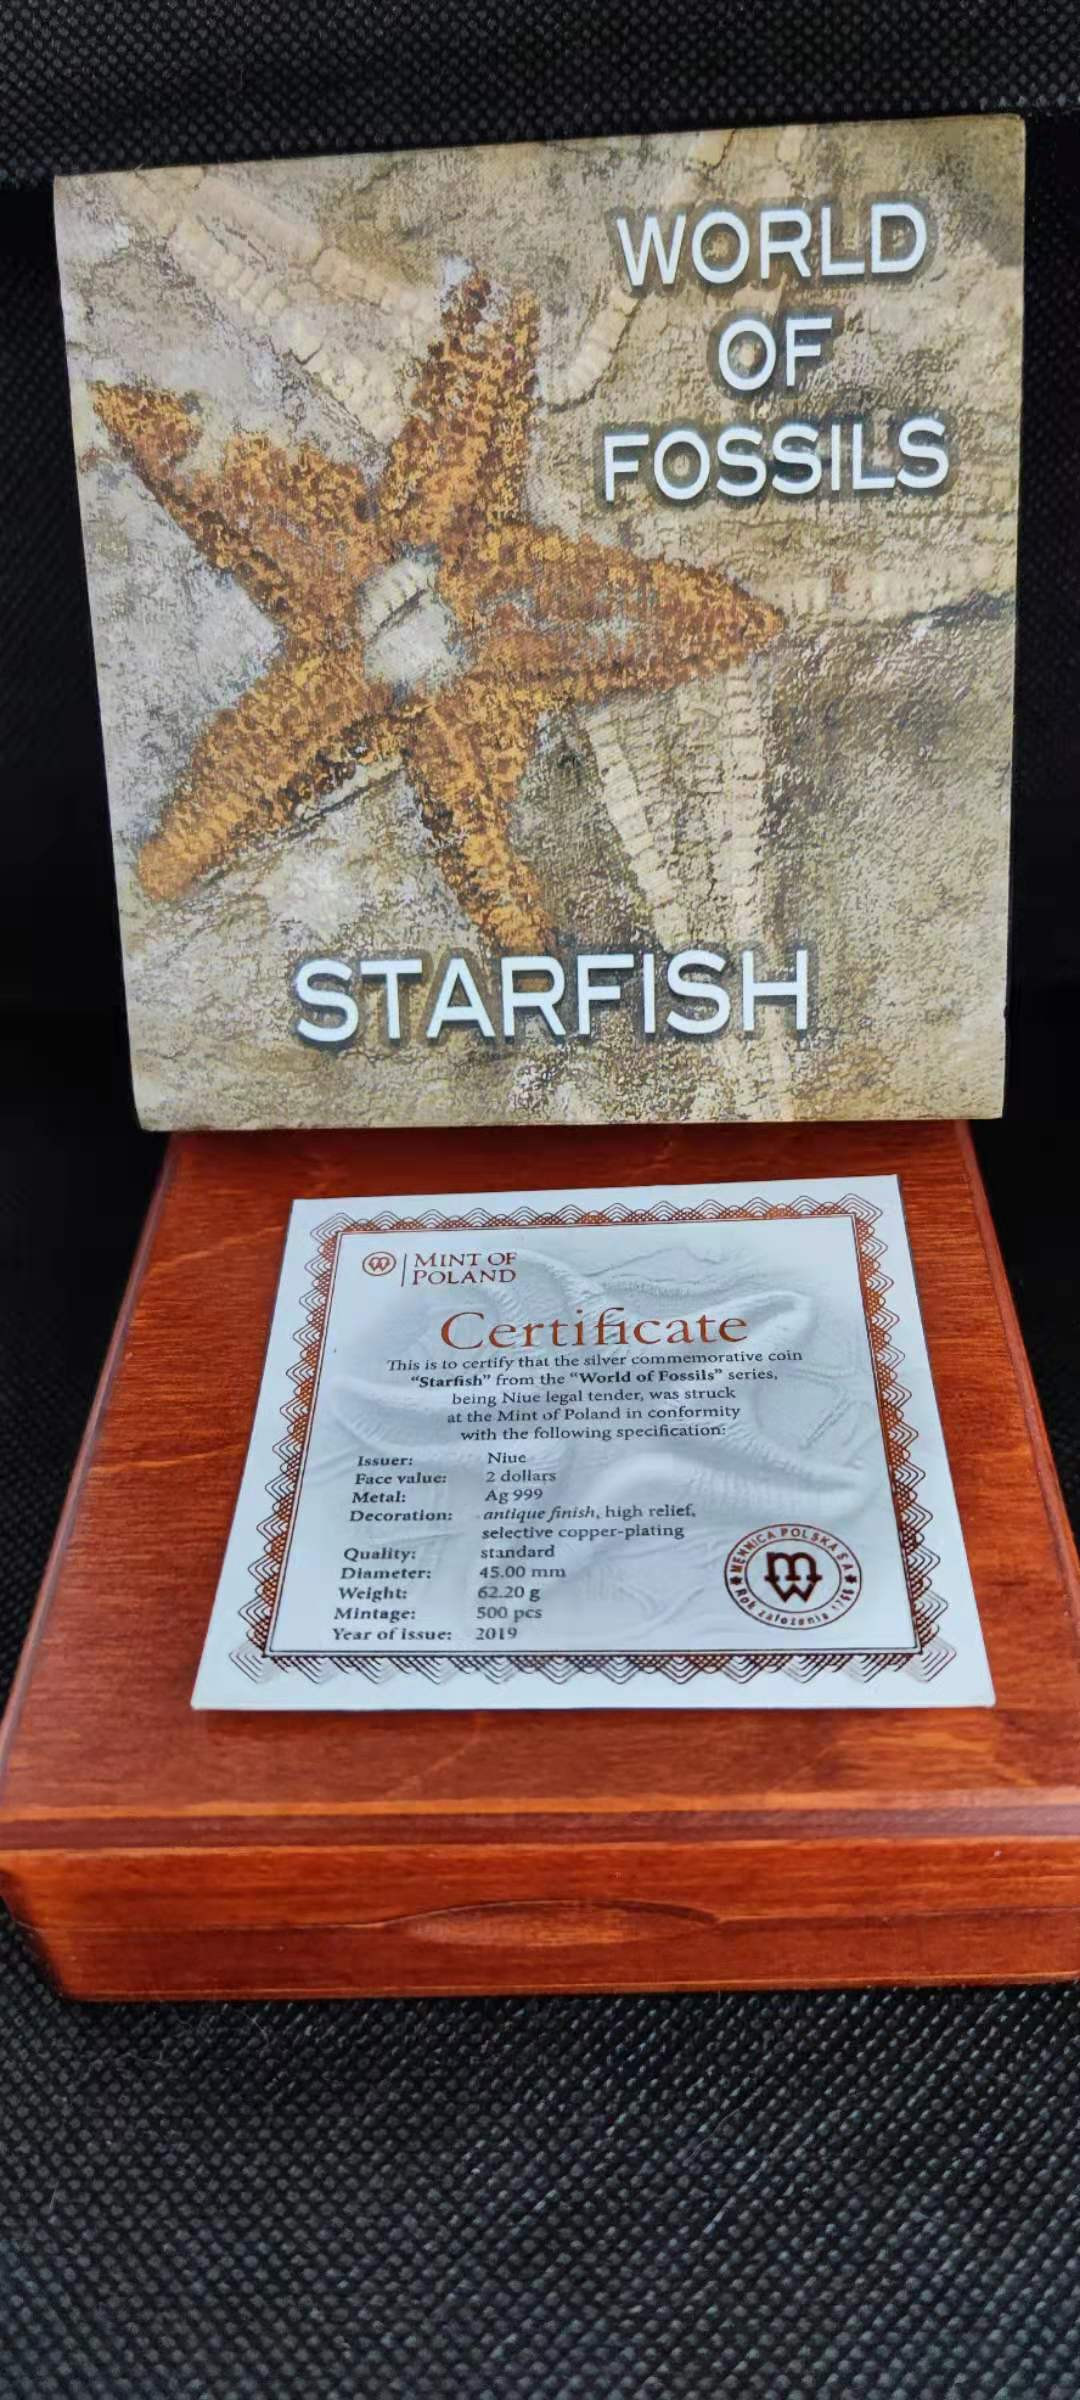 WORLD
OF
FOSSILS
STARFISH
MINT OF
POLAND
Certificate
This is to certify that the silver commemorative coin
"Starfish" from the "World of Fossils" series,
being Niue legal tender, was struck
at the Mint of Poland in conformity
with the following specification:
Issuer: Niue
Face value: 2 dollars
Metal: Ag 999
Decoration: antique finish, high relief,
selective copper-plating
Quality: standard
Diameter: 45.00 mm
Weight: 62.20 g
Mintage: 500 pcs
Year of issue: 2019
MENNICA POLSKA S.A.
Rok założenia 1766